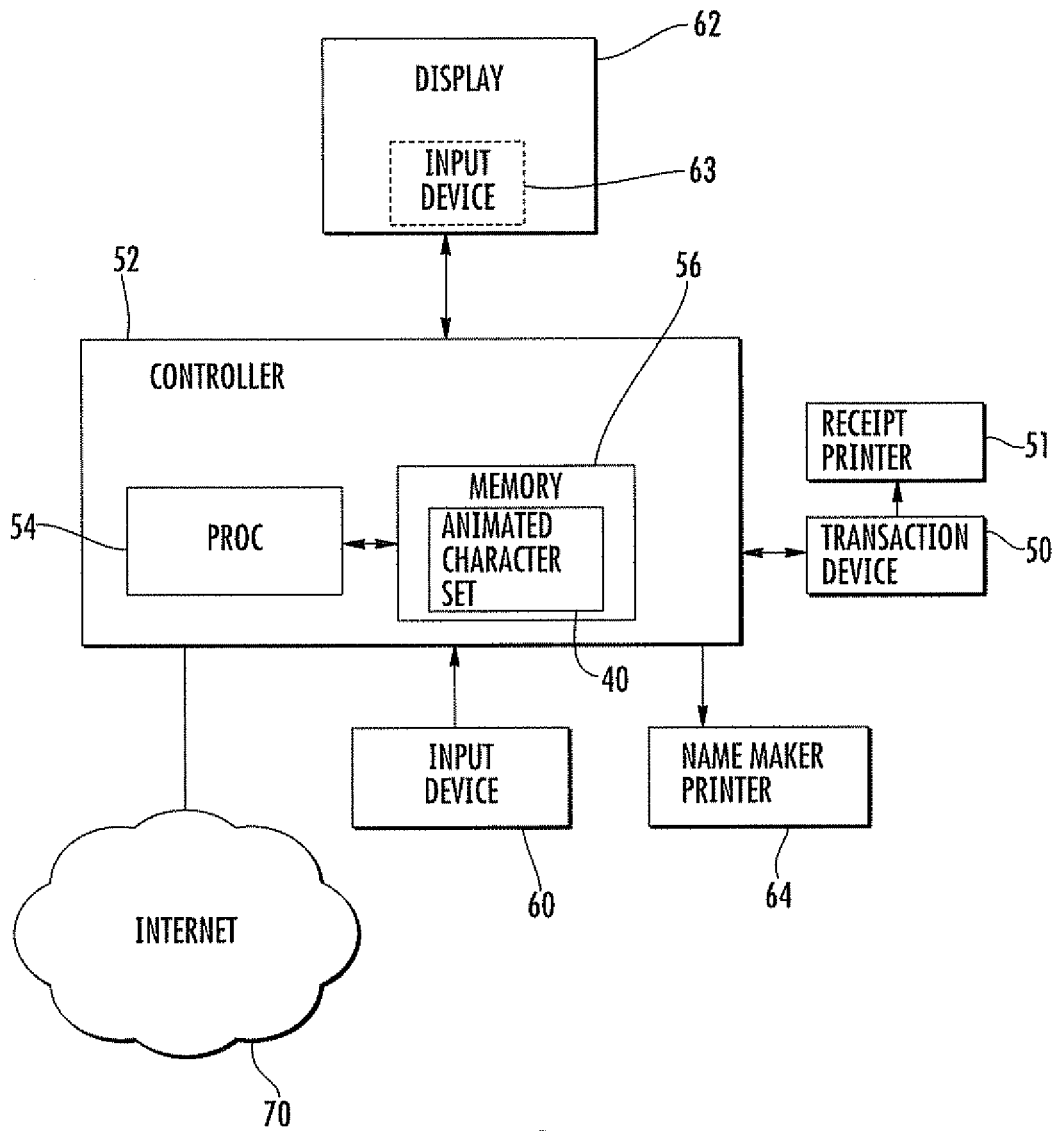 62
DISPLAY
INPUT
DEVICE
63
52
56
CONTROLLER
RECEIPT
PRINTER
51
MEMORY
54
PROC
ANIMATED
CHARACTER
SET
TRANSACTION
DEVICE
50
40
INPUT
DEVICE
NAME MAKER
PRINTER
60
64
INTERNET
70